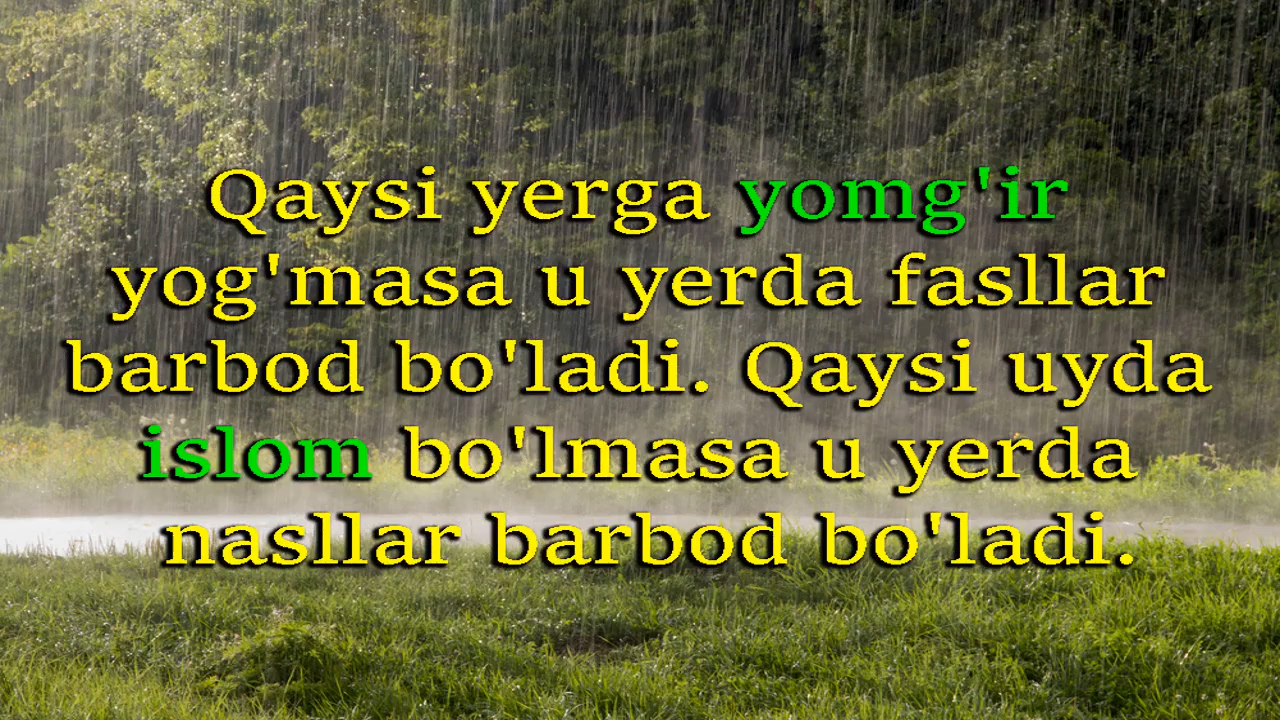 Qaysi yerga yomg'ir
yog'masa u yerda fasllar
barbod bo'ladi. Qaysi uyda
islom bo'lmasa u yerda
nasllar barbod bo'ladi.